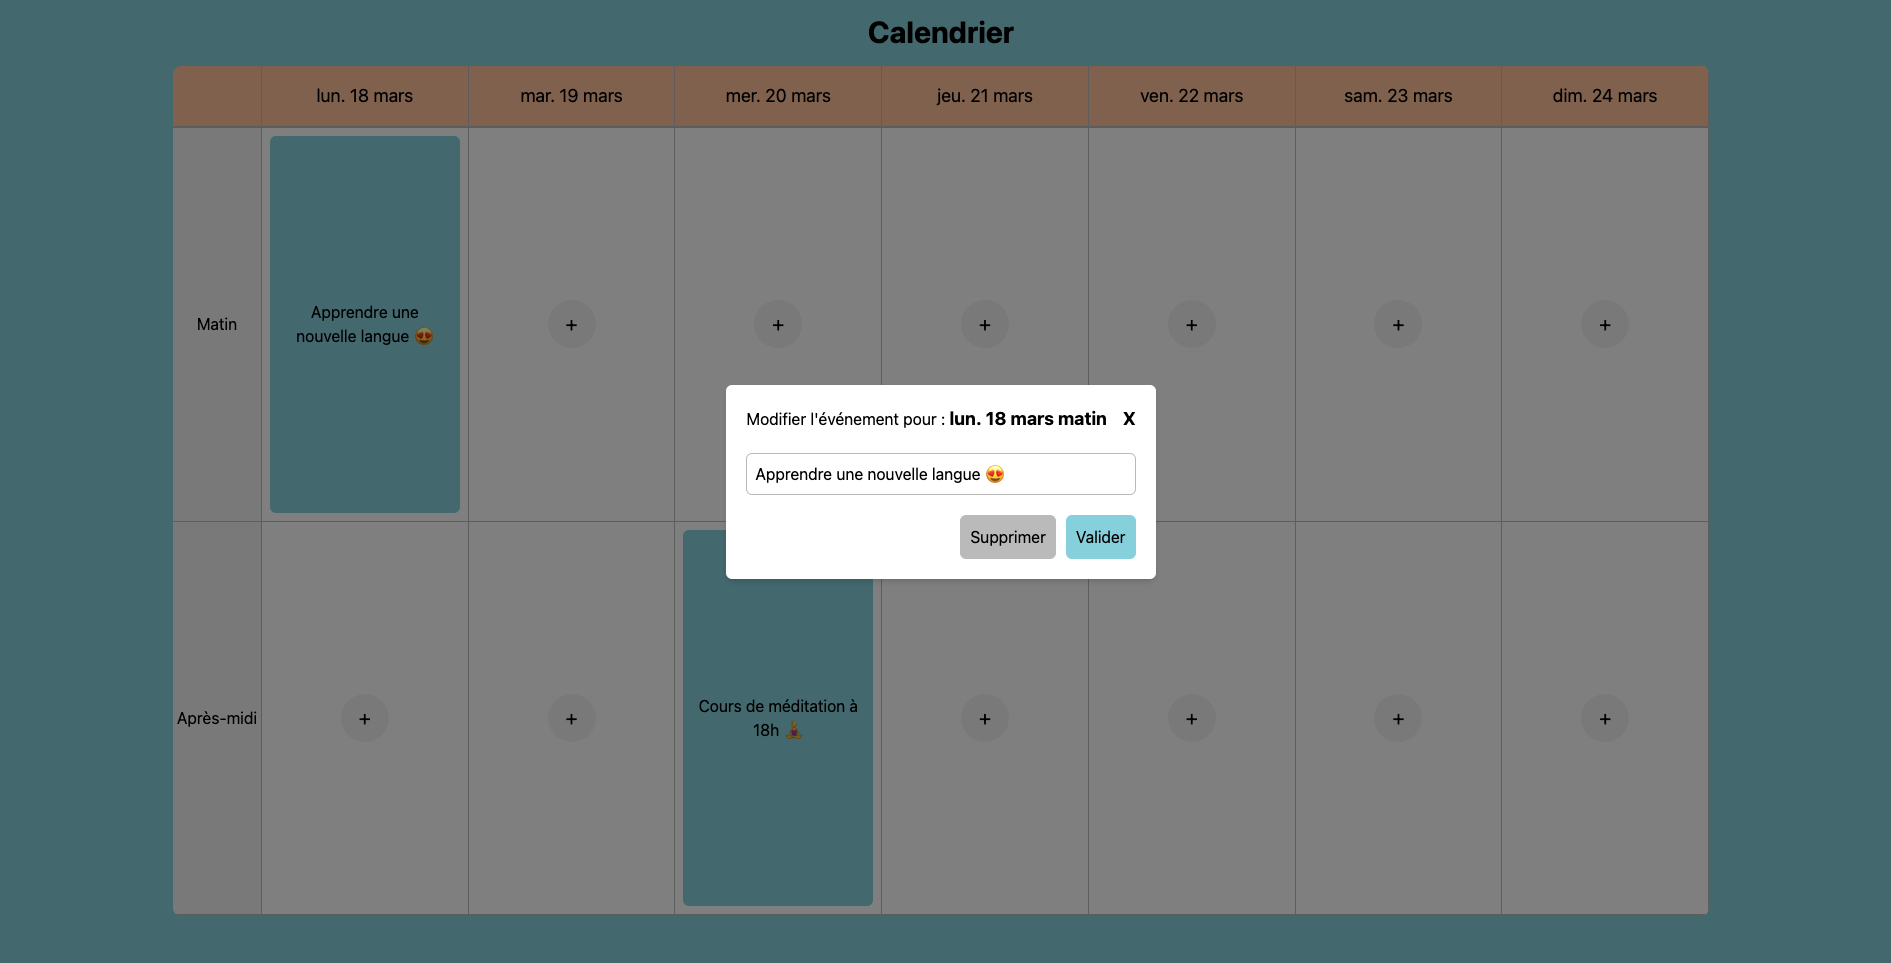 Calendrier
lun. 18 mars
mar. 19 mars
mer. 20 mars
jeu. 21 mars
ven. 22 mars
sam. 23 mars
dim. 24 mars
Matin
Apprendre une
nouvelle langue 😍
+
+
+
+
+
+
Modifier l'événement pour : lun. 18 mars matin X
Apprendre une nouvelle langue 😍
Supprimer
Valider
Après-midi
+
+
Cours de méditation à
18h 🧘
+
+
+
+